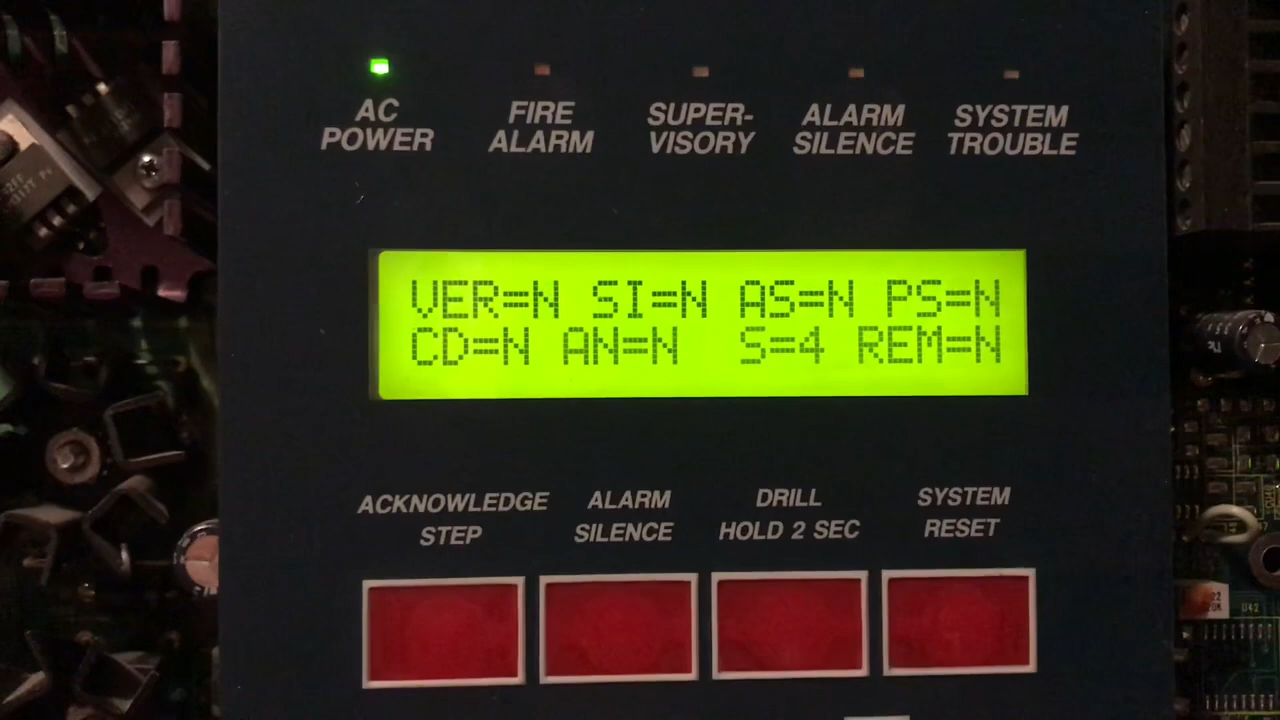 AC POWER
FIRE ALARM
SUPER-VISORY
ALARM SILENCE
SYSTEM TROUBLE
VER=N SI=N AS=N PS=N
CD=N AN=N S=4 REM=N
ACKNOWLEDGE STEP
ALARM SILENCE
DRILL HOLD 2 SEC
SYSTEM RESET
U42